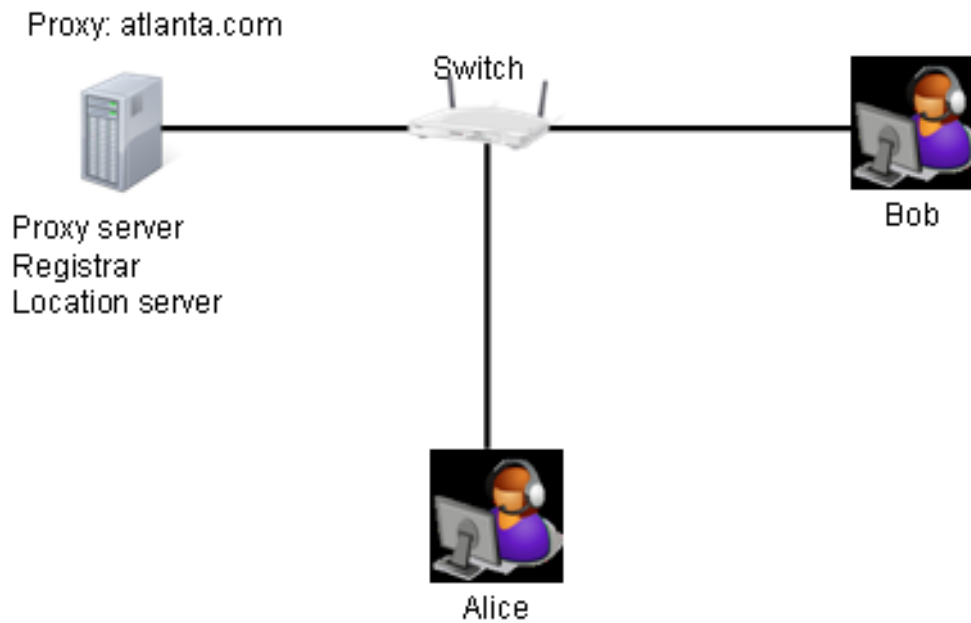 Proxy: atlanta.com
Switch
Proxy server
Registrar
Location server
Bob
Alice